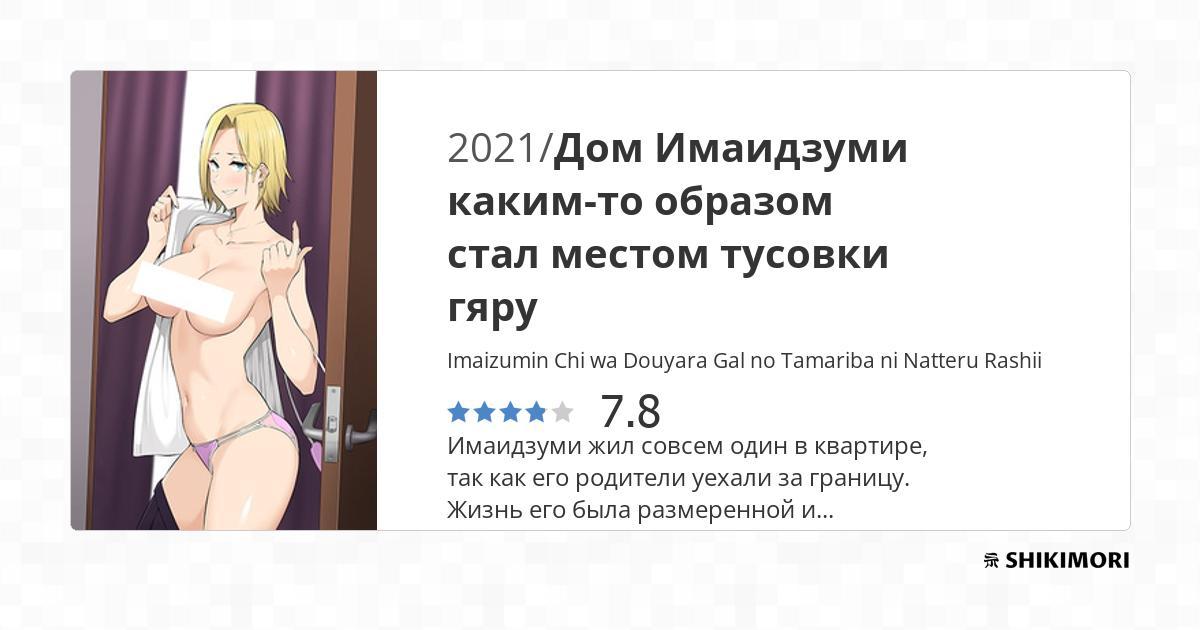 2021/Дом Имаидзуми
каким-то образом
стал местом тусовки
гяру
Imaizumin Chi wa Douyara Gal no Tamariba ni Natteru Rashii
7.8
Имаидзуми жил совсем один в квартире,
так как его родители уехали за границу.
Жизнь его была размеренной и...
SHIKIMORI